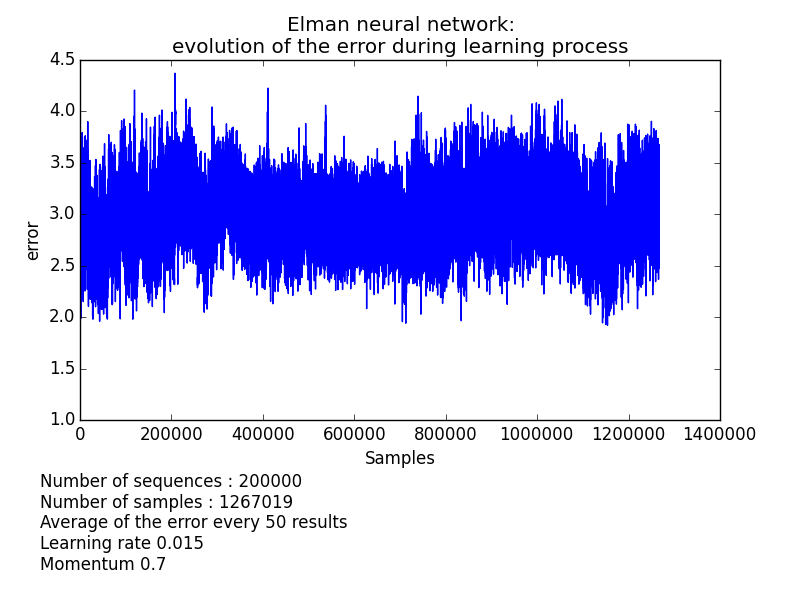 Elman neural network:
evolution of the error during learning process
4.5
4.0
3.5
3.0
2.5
2.0
1.5
1.0
error
0 200000 400000 600000 800000 1000000 1200000 1400000
Samples
Number of sequences : 200000
Number of samples : 1267019
Average of the error every 50 results
Learning rate 0.015
Momentum 0.7